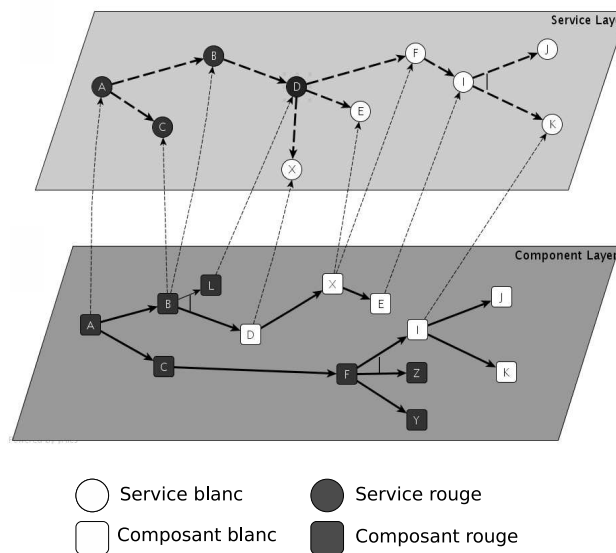 Service Lay
B
F
J
A
D
I
E
C
K
X
Component Layer
L
X
B
E
J
A
D
I
C
F
Z
K
Y
Service blanc
Service rouge
Composant blanc
Composant rouge